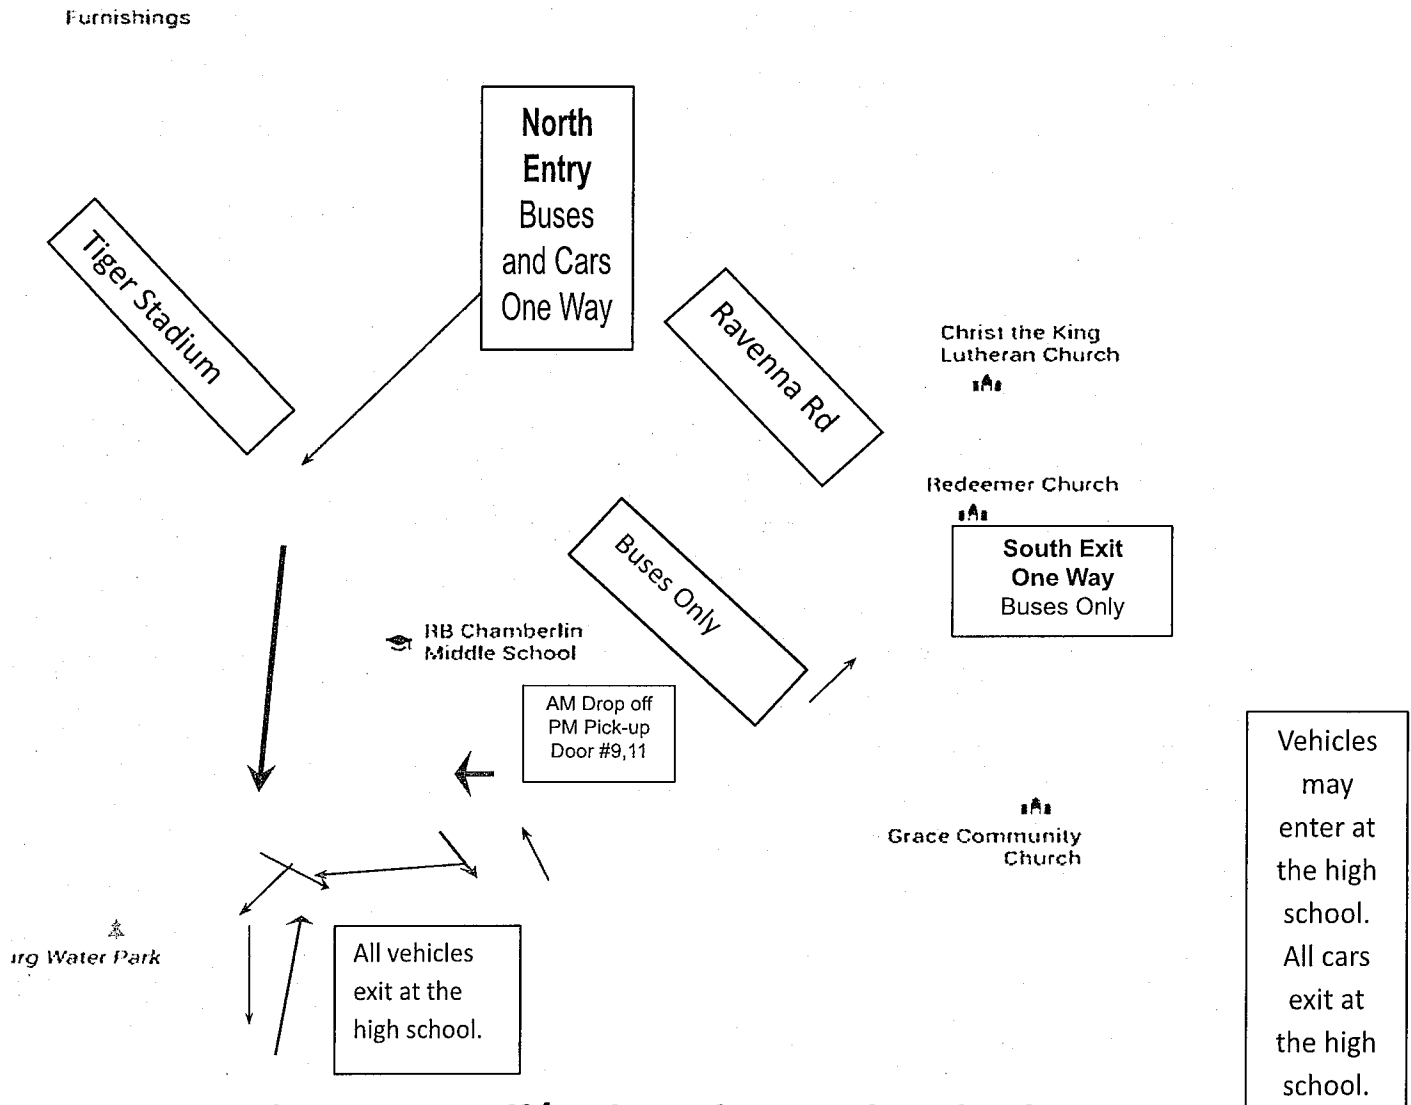 Furnishings
North
Entry
Buses
and Cars
One Way
Tiger Stadium
Ravenna Rd
Christ the King
Lutheran Church
Redeemer Church
South Exit
One Way
Buses Only
Buses Only
RB Chamberlin
Middle School
AM Drop off
PM Pick-up
Door #9,11
Vehicles
may
enter at
the high
school.
All cars
exit at
the high
school.
Grace Community
Church
Water Park
All vehicles
exit at the
high school.